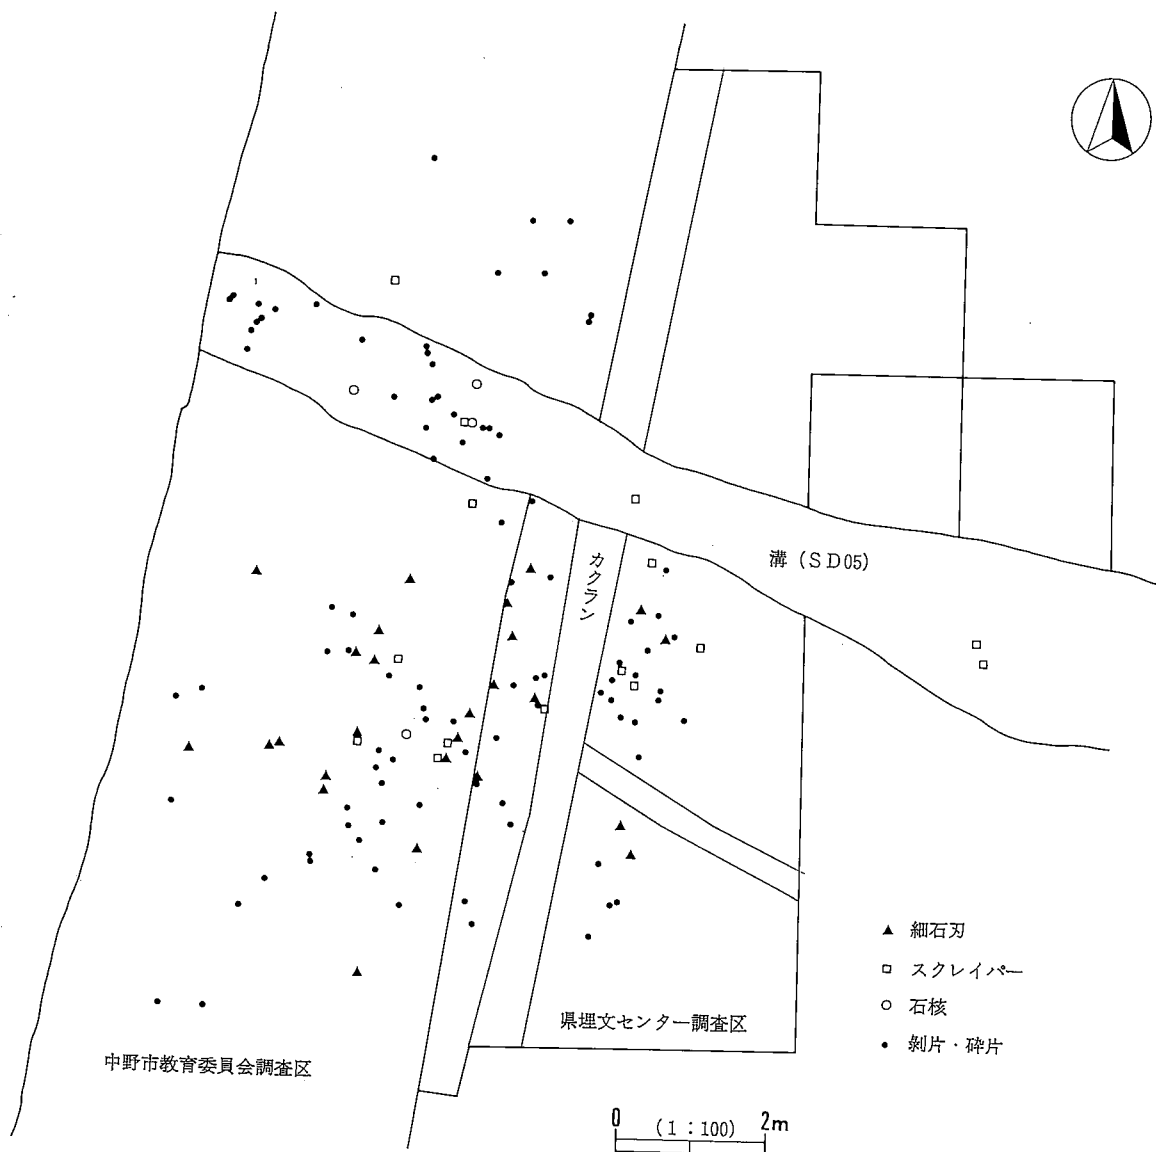 カクラン
溝 (SD05)
▲ 細石刃
□ スクレイパー
○ 石核
• 剝片・砕片
県埋文センター調査区
中野市教育委員会調査区
0 (1:100) 2m